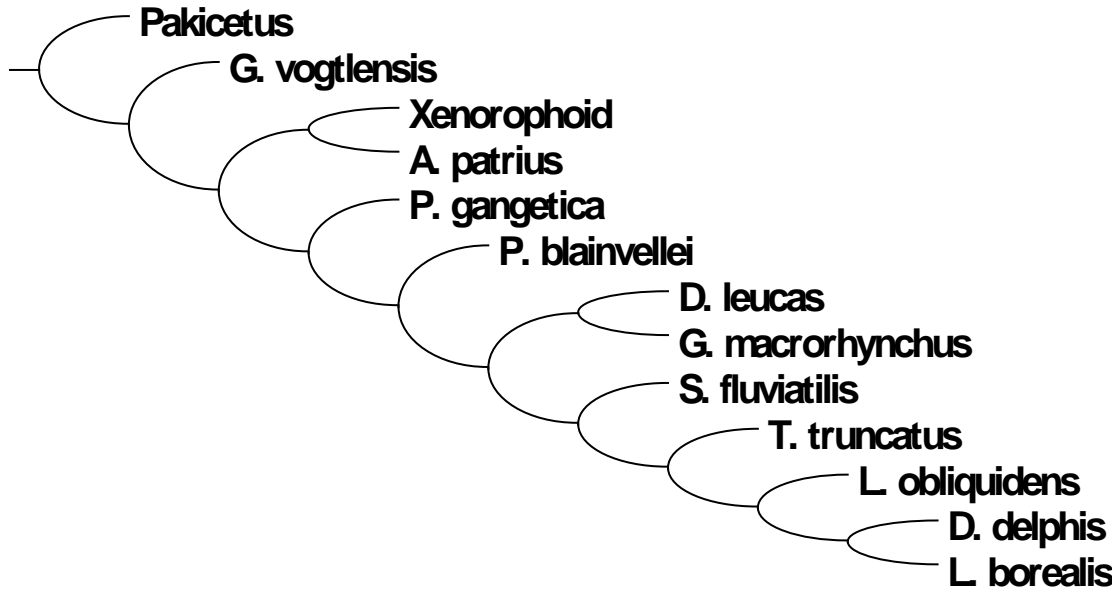 Pakicetus
G. vogtlensis
Xenorophoid
A. patrius
P. gangetica
P. blainvellei
D. leucas
G. macrorhynchus
S. fluviatilis
T. truncatus
L. obliquidens
D. delphis
L. borealis